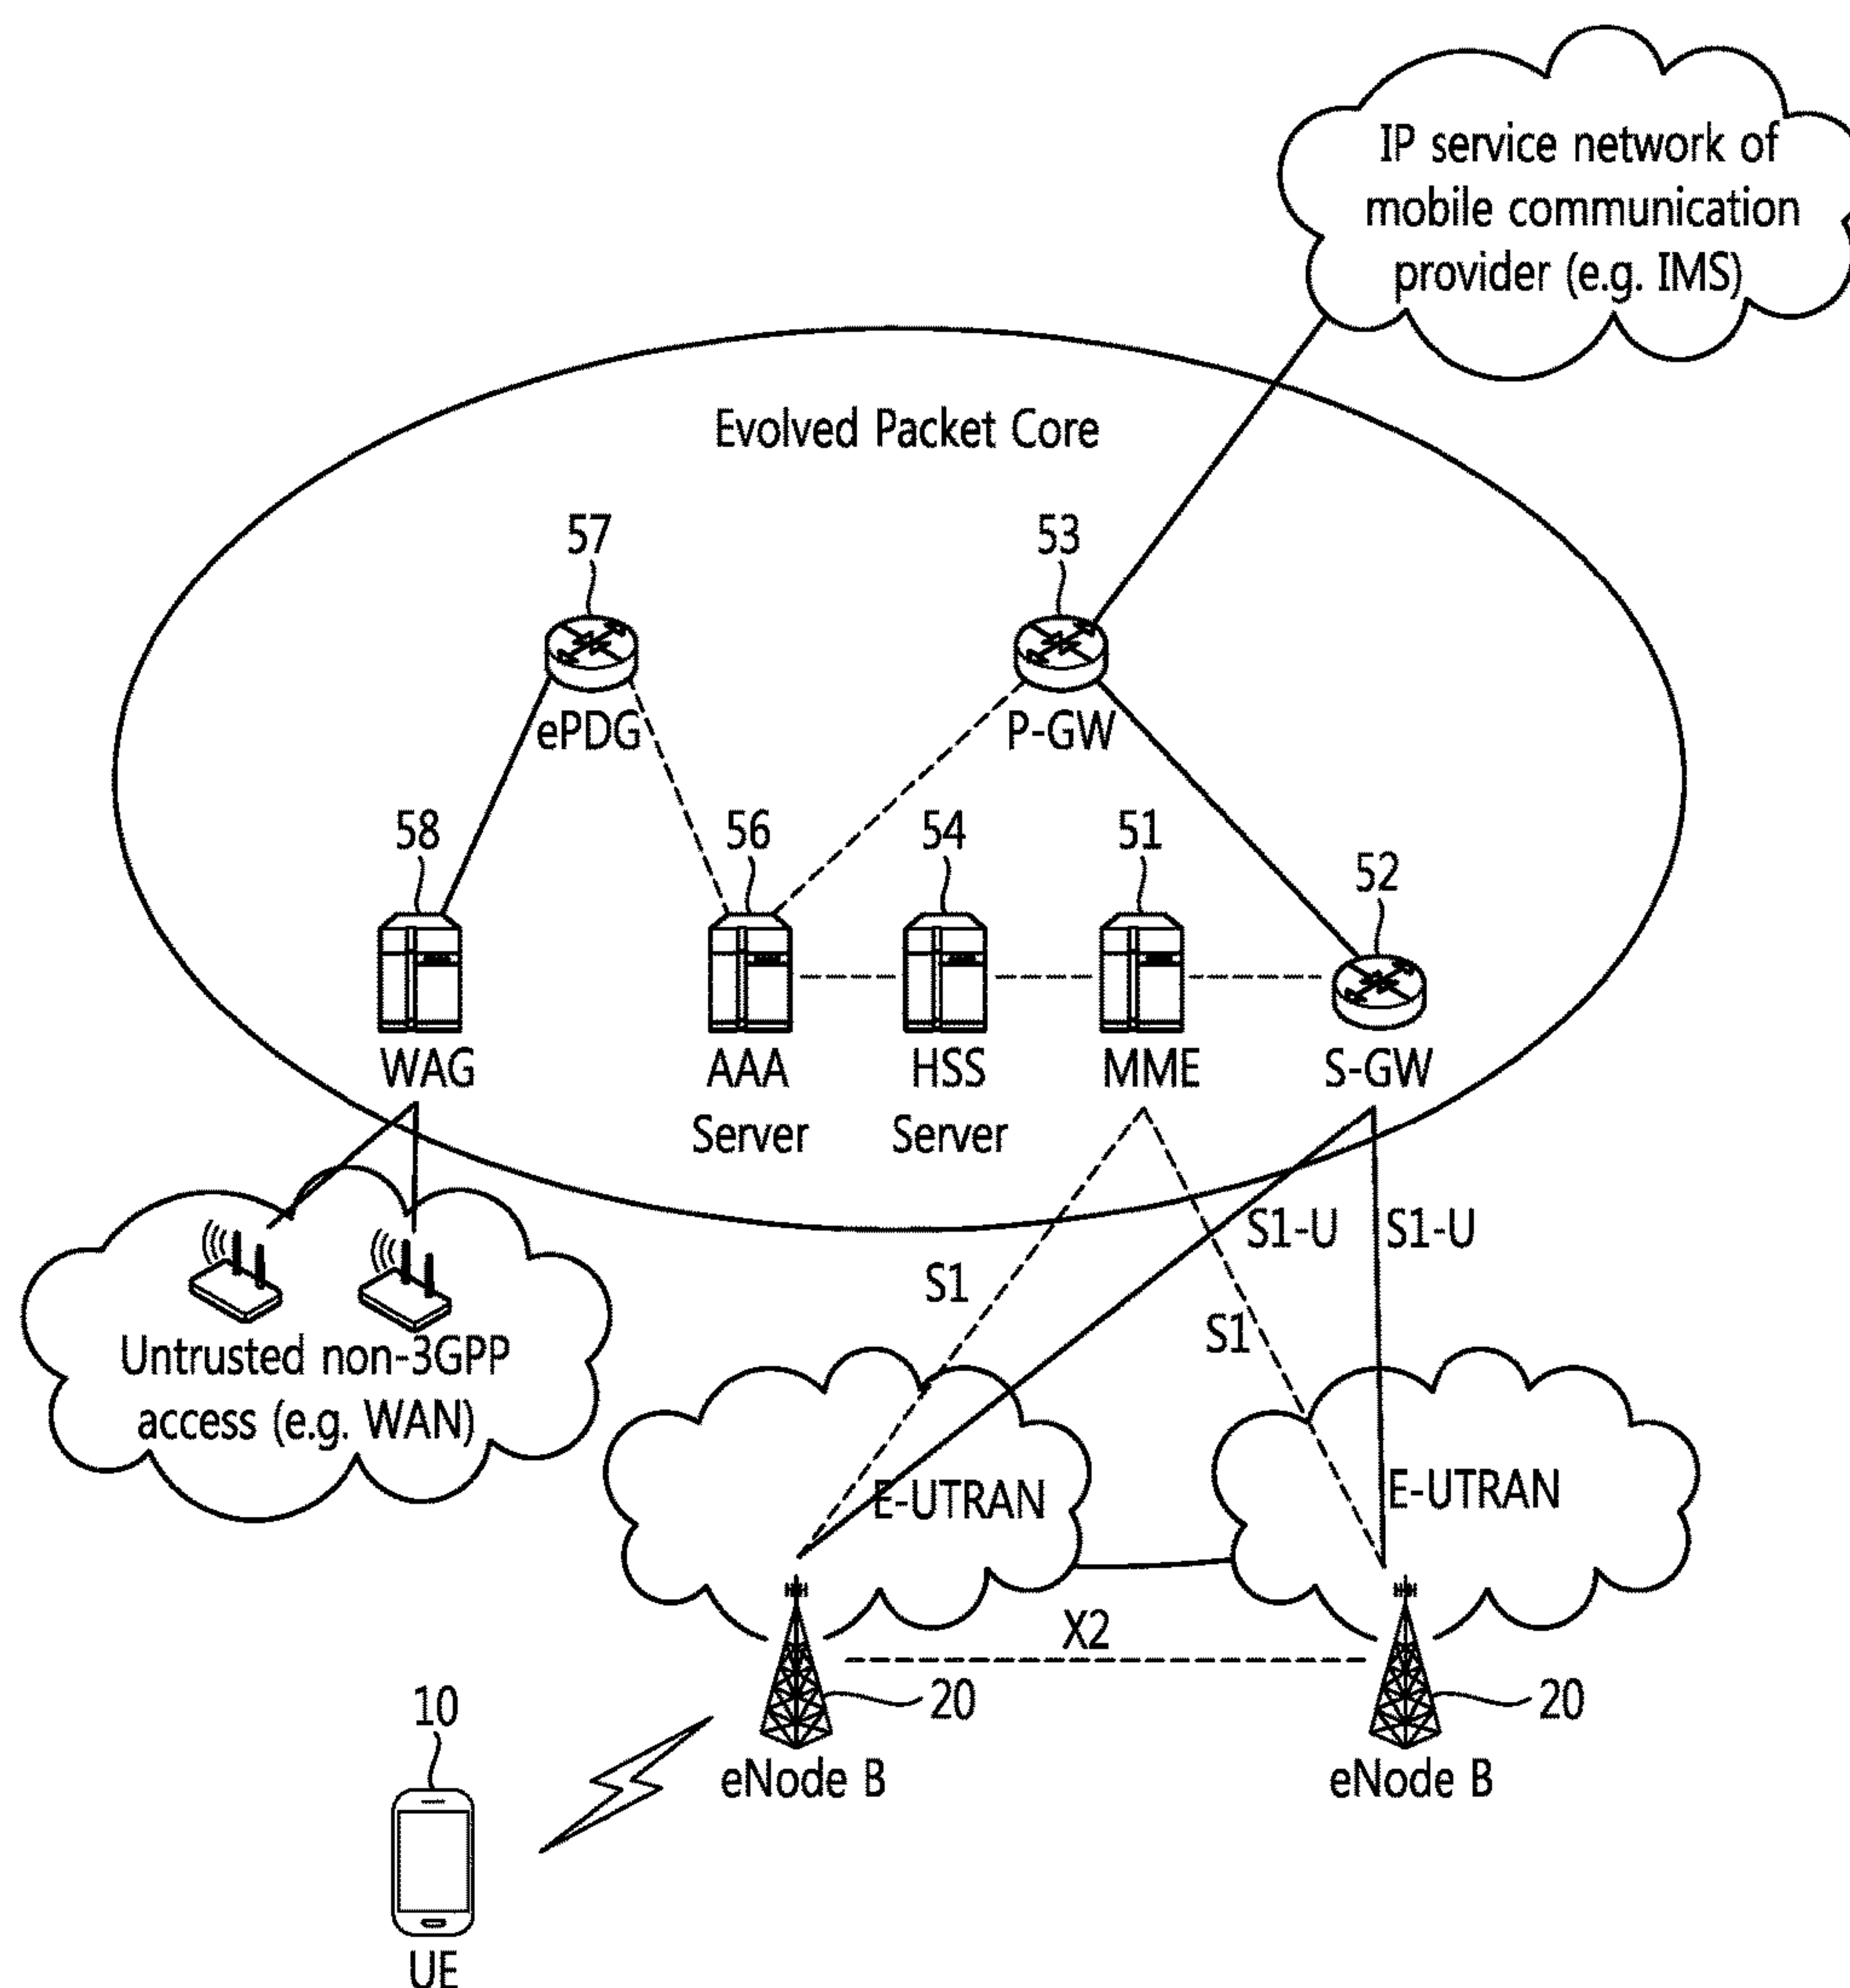 IP service network of
mobile communication
provider (e.g. IMS)
Evolved Packet Core
57
53
ePDG
P-GW
58
56
54
51
52
WAG
AAA
Server
HSS
Server
MME
S-GW
S1-U
S1-U
S1
S1
Untrusted non-3GPP
access (e.g. WAN)
E-UTRAN
E-UTRAN
X2
20
20
eNode B
eNode B
10
UE